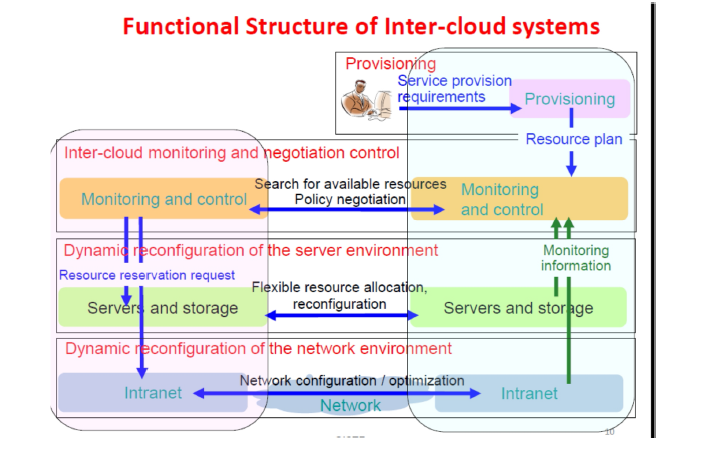 Functional Structure of Inter-cloud systems
Provisioning
Service provision
requirements
Provisioning
Resource plan
Inter-cloud monitoring and negotiation control
Monitoring and control
Search for available resources
Policy negotiation
Monitoring
and control
Dynamic reconfiguration of the server environment
Monitoring
information
Resource reservation request
Servers and storage
Flexible resource allocation,
reconfiguration
Servers and storage
Dynamic reconfiguration of the network environment
Intranet
Network configuration / optimization
Network
Intranet
10